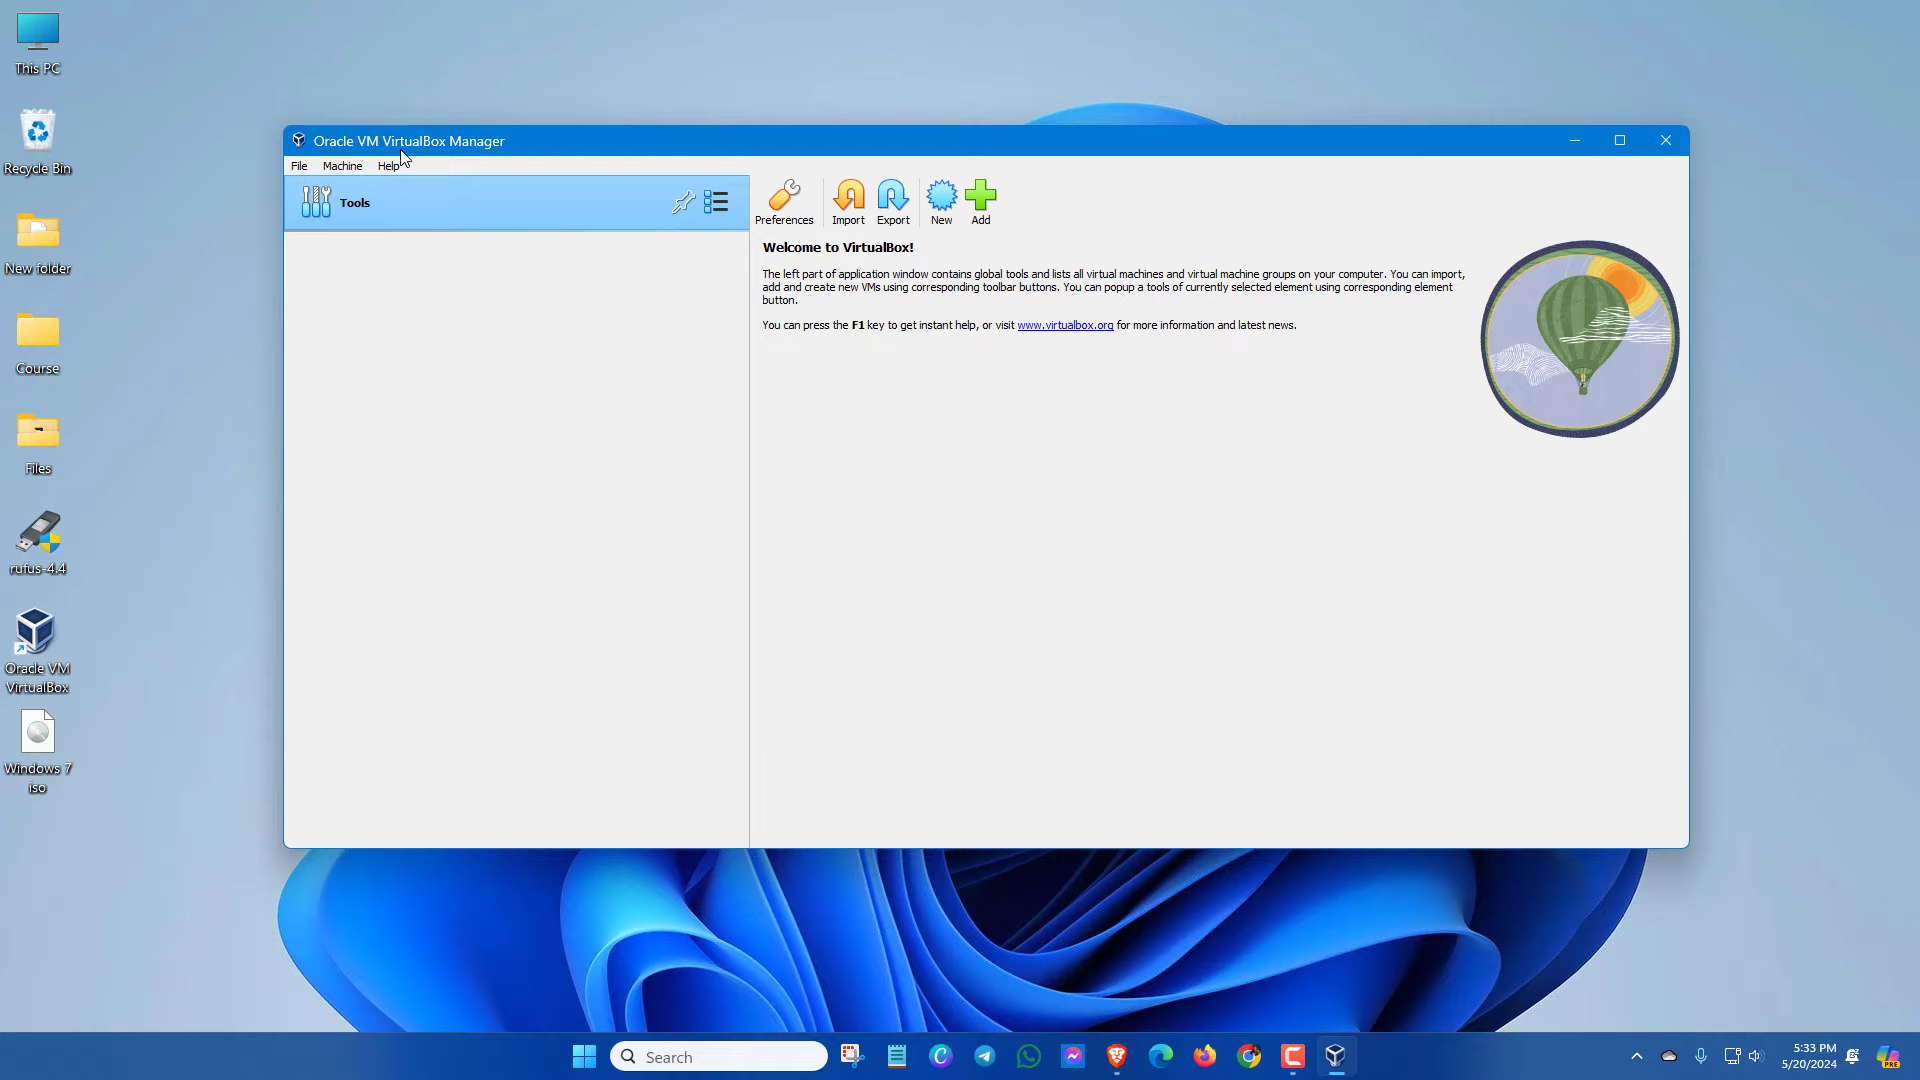 This PC
Recycle Bin
New folder
Course
Files
rufus-4.4
Oracle VM
VirtualBox
Windows 7
iso
Oracle VM VirtualBox Manager
File Machine Help
Tools
Preferences Import Export New Add
Welcome to VirtualBox!
The left part of application window contains global tools and lists all virtual machines and virtual machine groups on your computer. You can import,
add and create new VMs using corresponding toolbar buttons. You can popup a tools of currently selected element using corresponding element
button.
You can press the F1 key to get instant help, or visit www.virtualbox.org for more information and latest news.
Search
5:33 PM
5/20/2024
PRE